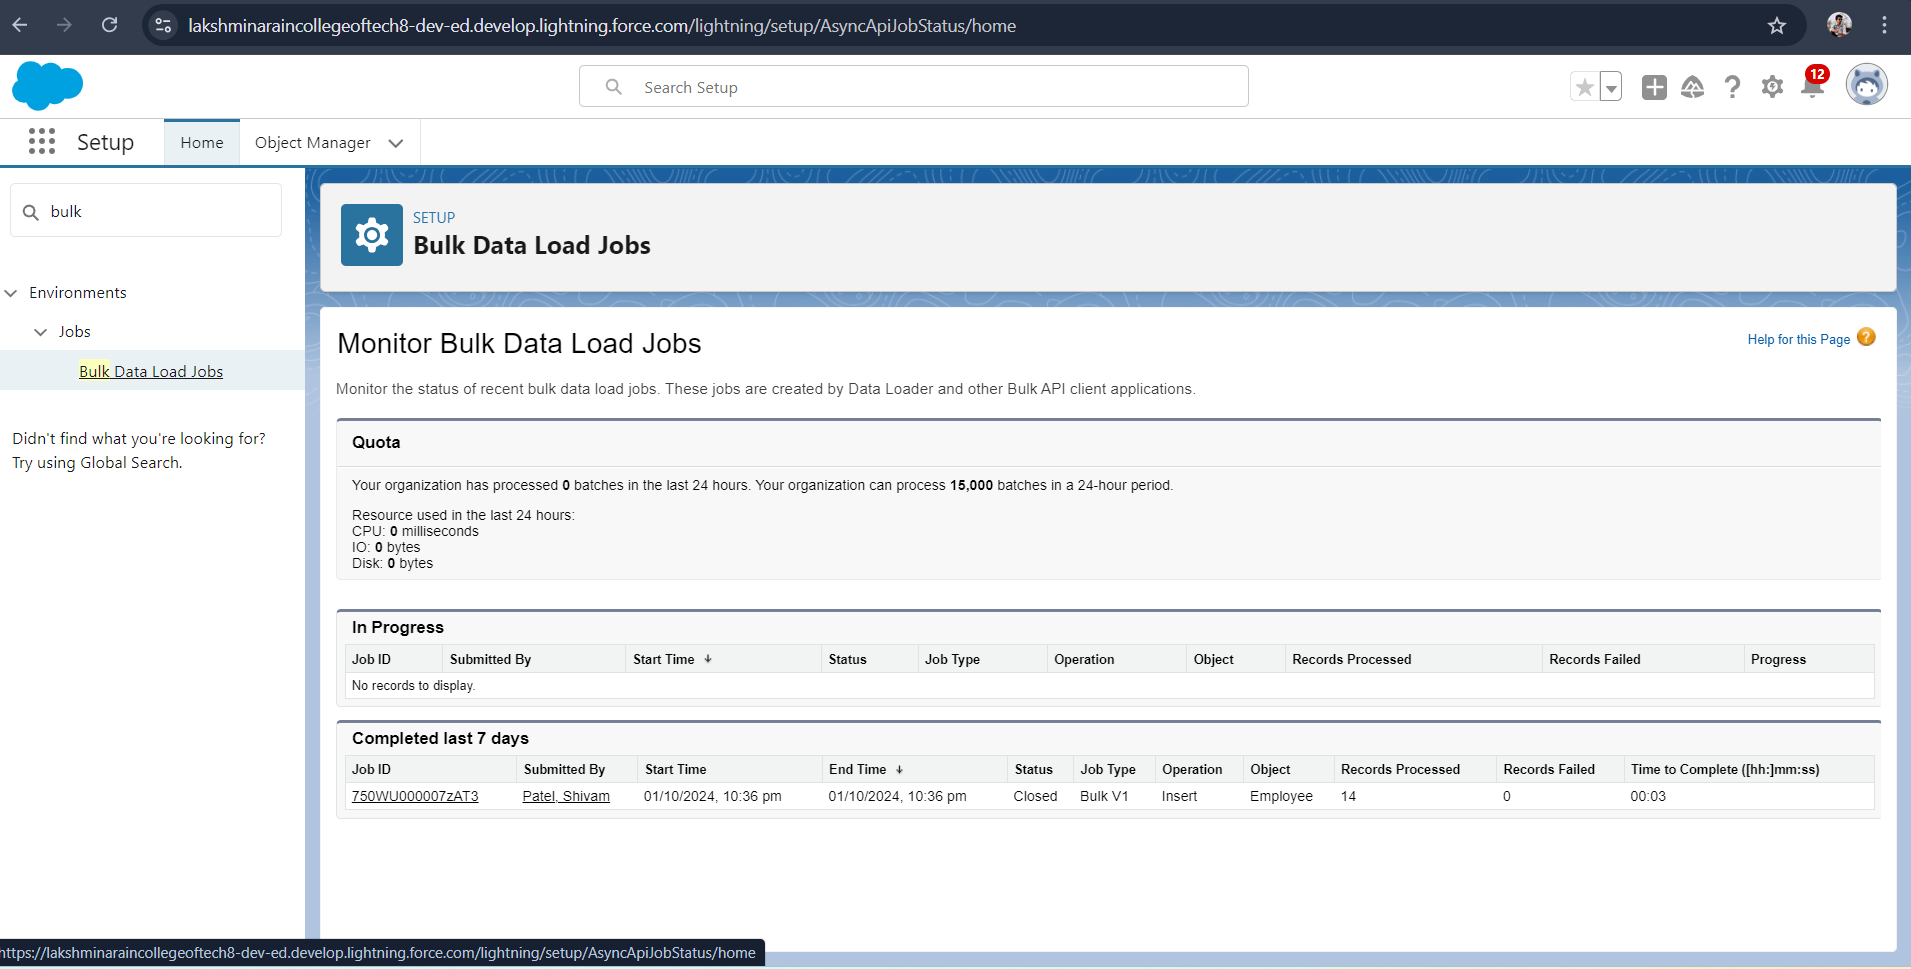 lakshminaraincollegeoftech8-dev-ed.develop.lightning.force.com/lightning/setup/AsyncApiJobStatus/home
Search Setup
12
Setup
Home
Object Manager
bulk
Environments
Jobs
Bulk Data Load Jobs
Didn't find what you're looking for?
Try using Global Search.
SETUP
Bulk Data Load Jobs
Monitor Bulk Data Load Jobs
Help for this Page ?
Monitor the status of recent bulk data load jobs. These jobs are created by Data Loader and other Bulk API client applications.
Quota
Your organization has processed 0 batches in the last 24 hours. Your organization can process 15,000 batches in a 24-hour period.
Resource used in the last 24 hours:
CPU: 0 milliseconds
IO: 0 bytes
Disk: 0 bytes
In Progress
Job ID Submitted By Start Time Status Job Type Operation Object Records Processed Records Failed Progress
No records to display.
Completed last 7 days
Job ID Submitted By Start Time End Time Status Job Type Operation Object Records Processed Records Failed Time to Complete ([hh:]mm:ss)
750WU000007zAT3 Patel, Shivam 01/10/2024, 10:36 pm 01/10/2024, 10:36 pm Closed Bulk V1 Insert Employee 14 0 00:03
https://lakshminaraincollegeoftech8-dev-ed.develop.lightning.force.com/lightning/setup/AsyncApiJobStatus/home